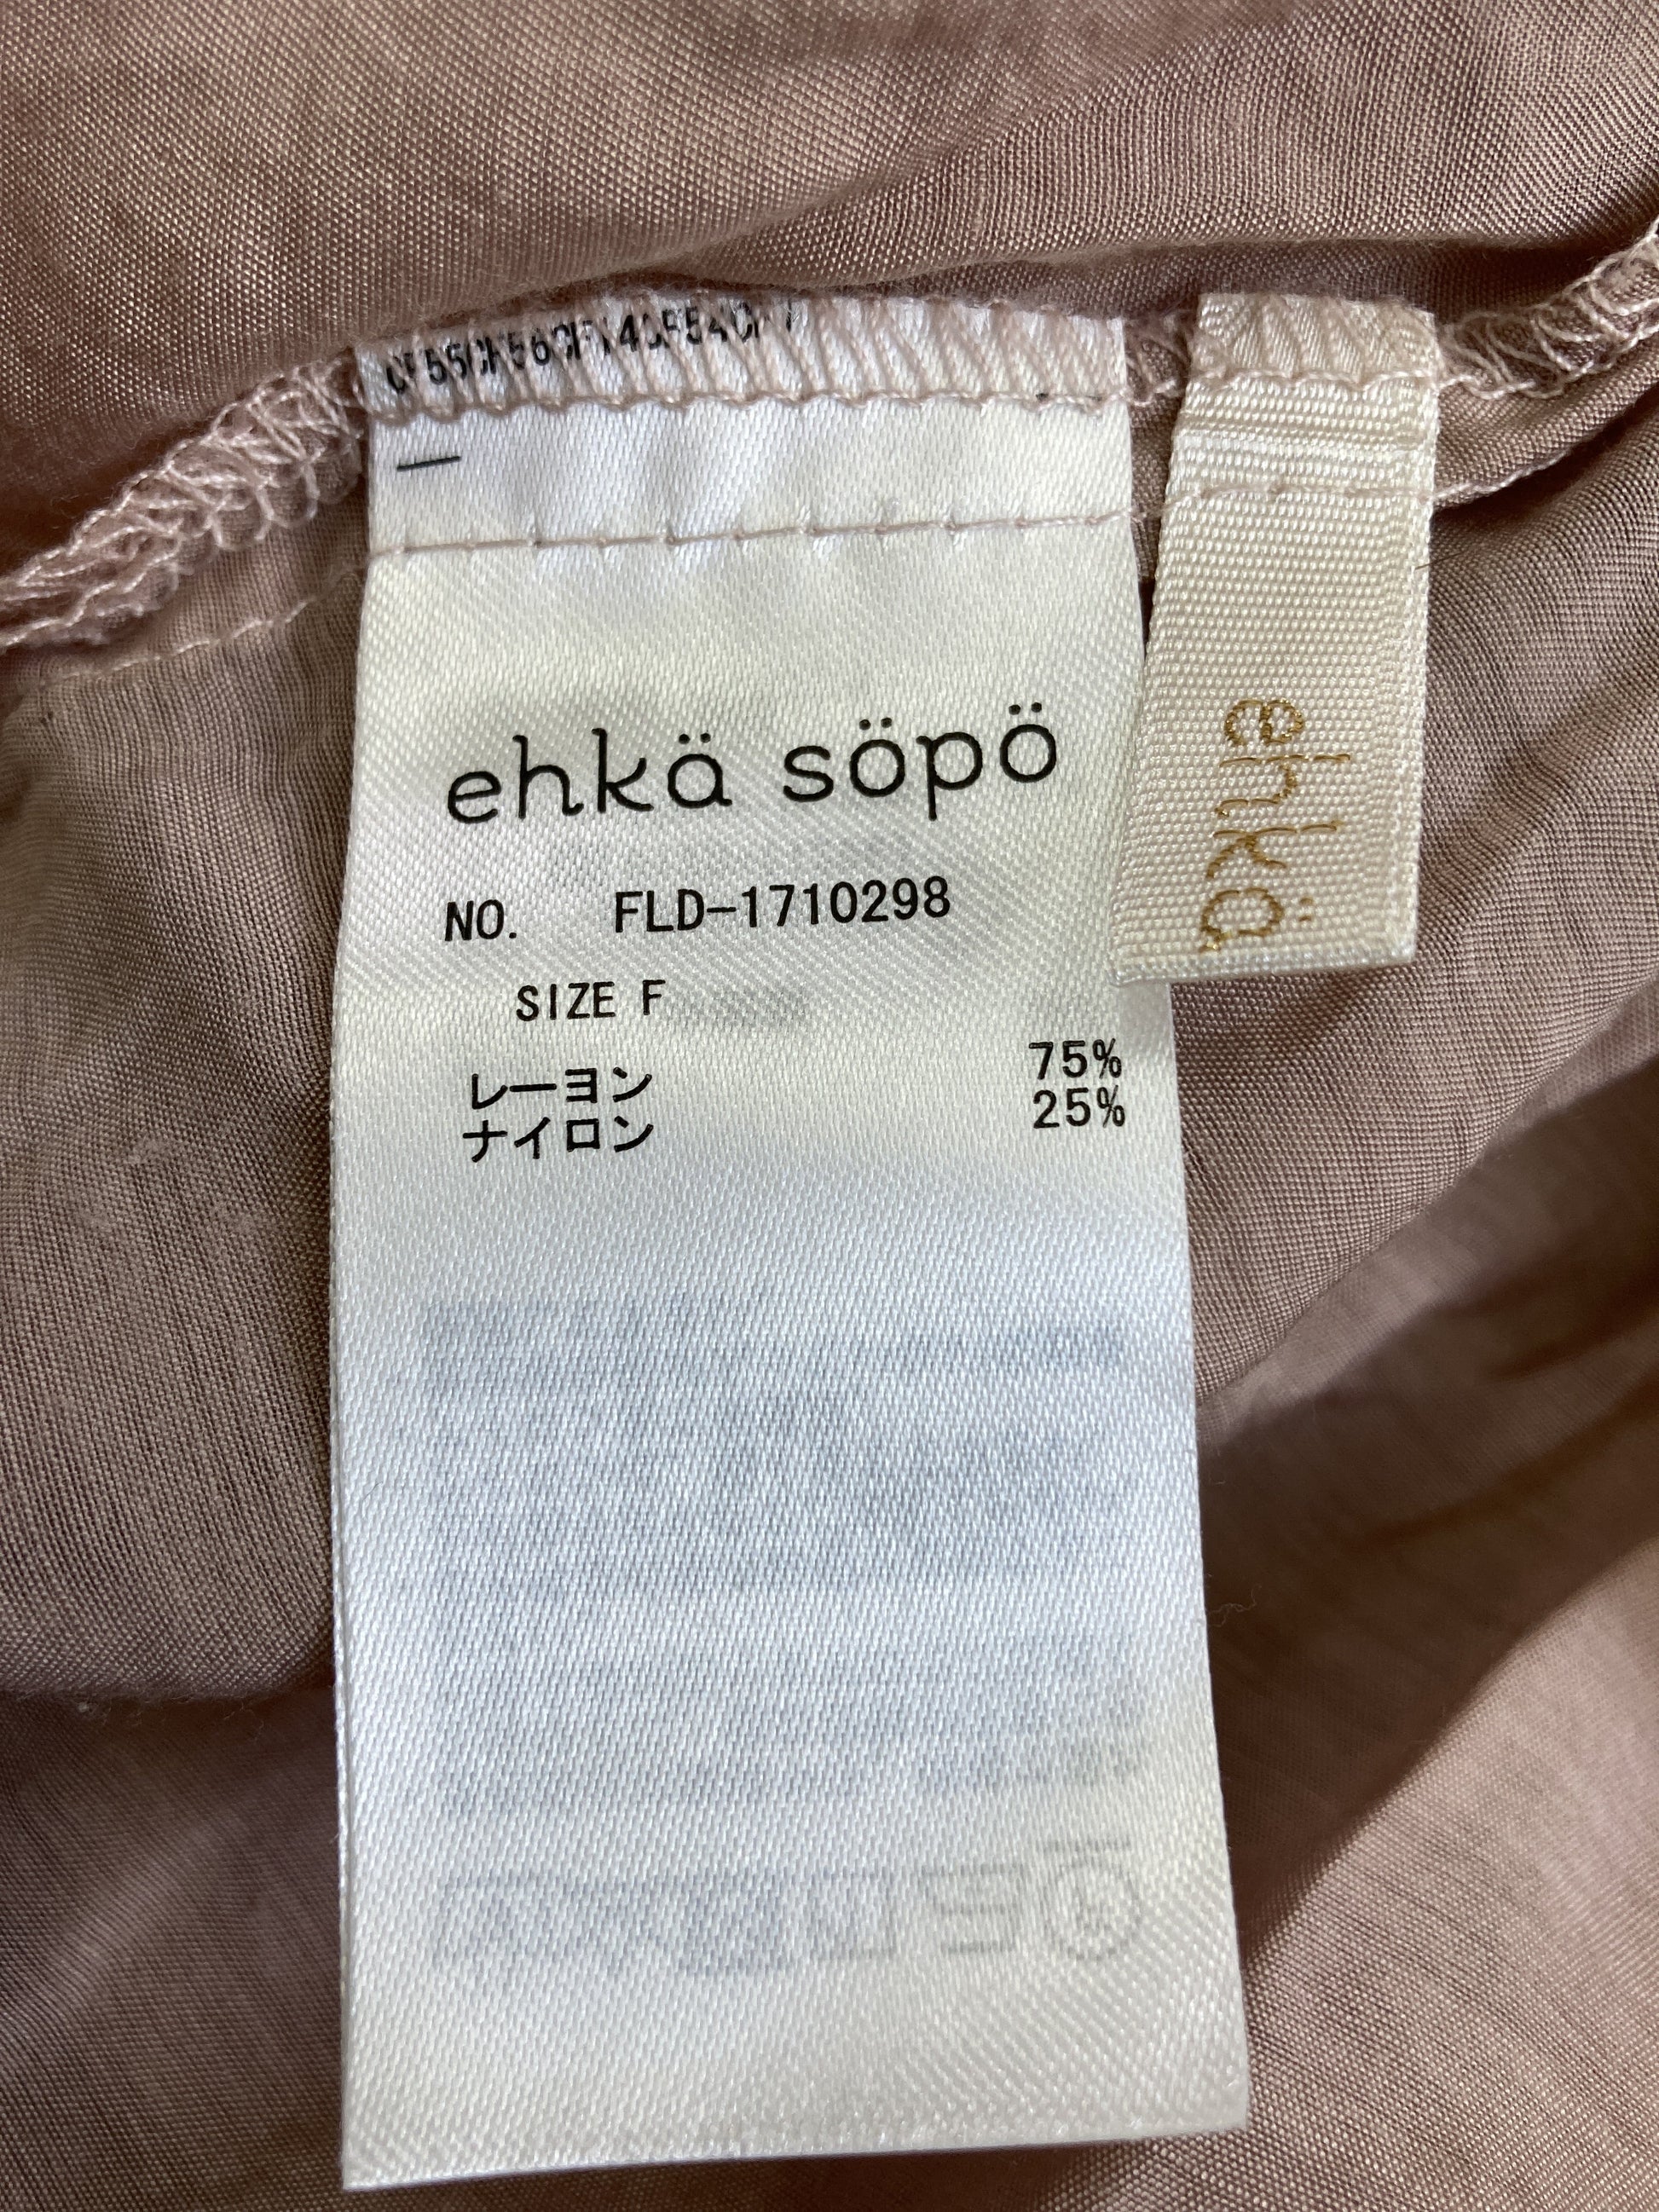 ehkä söpö
NO. FLD-1710298
SIZE F
レーヨン 75%
ナイロン 25%
ehkä